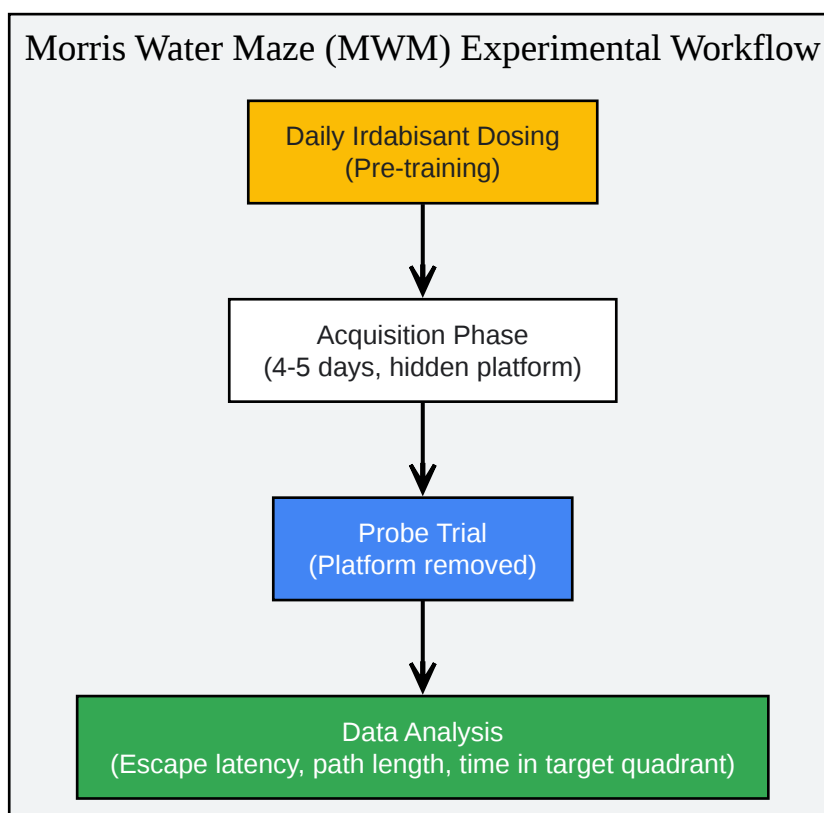 Morris Water Maze (MWM) Experimental Workflow
Daily Irdabisant Dosing
(Pre-training)
Acquisition Phase
(4-5 days, hidden platform)
Probe Trial
(Platform removed)
Data Analysis
(Escape latency, path length, time in target quadrant)